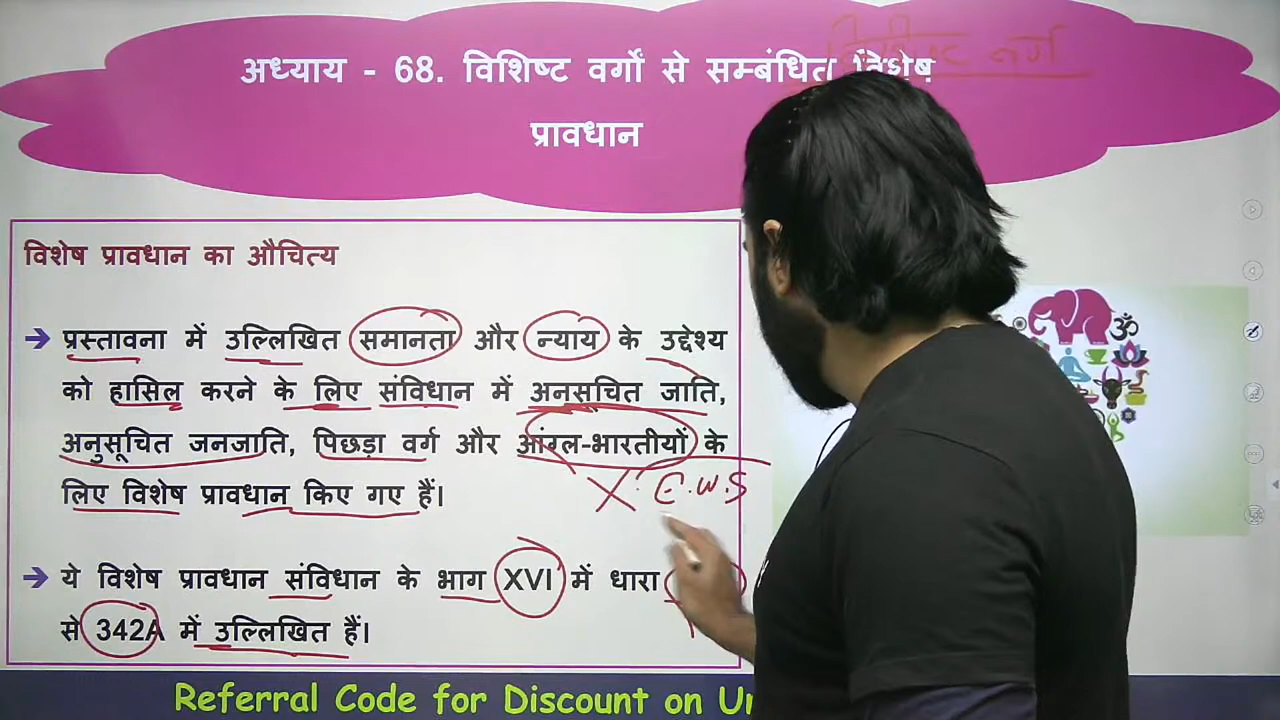 अध्याय - 68. विशिष्ट वर्गों से सम्बंधित विशेष
प्रावधान
विशिष्ट वर्ग
विशेष प्रावधान का औचित्य
प्रस्तावना में उल्लिखित समानता और न्याय के उद्देश्य
को हासिल करने के लिए संविधान में अनुसूचित जाति,
अनुसूचित जनजाति, पिछड़ा वर्ग और आंग्ल-भारतीयों के
लिए विशेष प्रावधान किए गए हैं।
X E.W.S
ये विशेष प्रावधान संविधान के भाग XVI में धारा
से 342A में उल्लिखित हैं।
Referral Code for Discount on